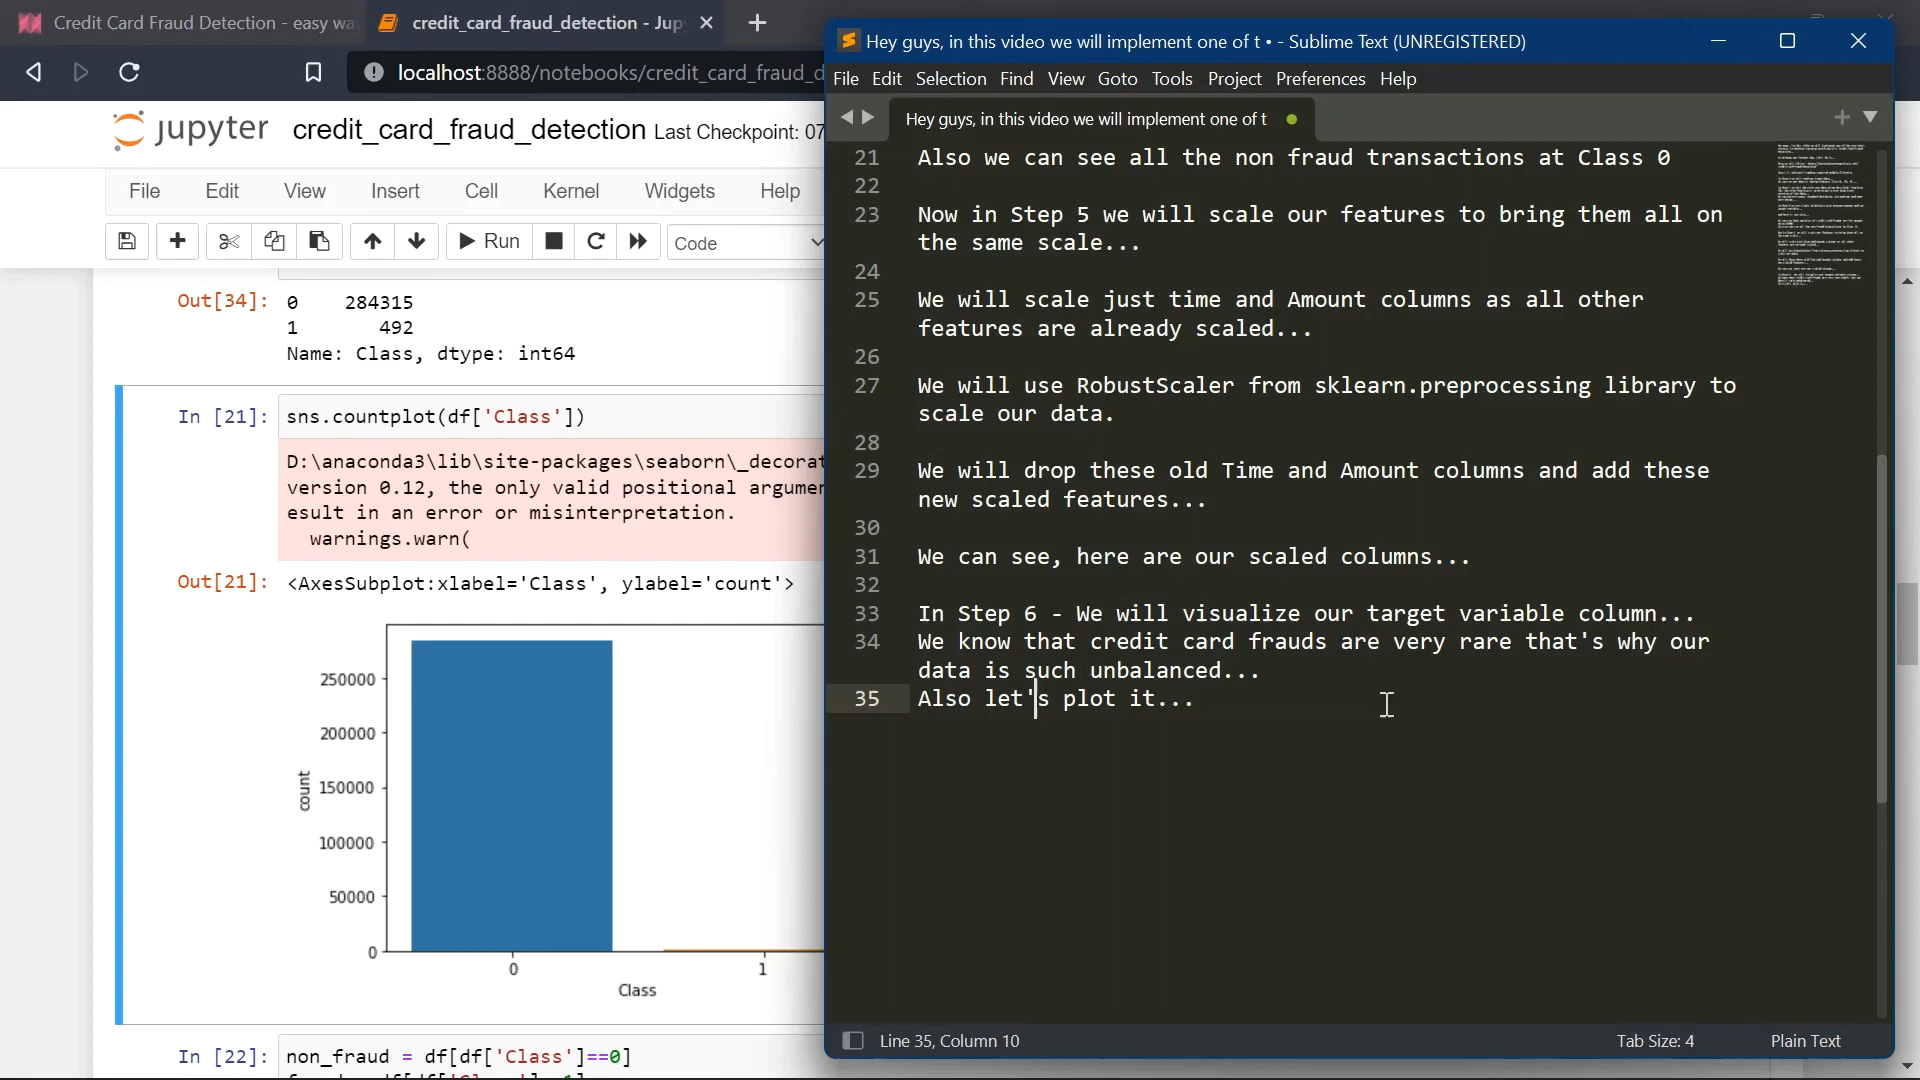 Credit Card Fraud Detection - easy wa
credit_card_fraud_detection - Jup
localhost:8888/notebooks/credit_card_fraud_d
jupyter credit_card_fraud_detection Last Checkpoint: 07
File Edit View Insert Cell Kernel Widgets Help
Run Code
Out[34]: 0 284315
1 492
Name: Class, dtype: int64
In [21]: sns.countplot(df['Class'])
D:\anaconda3\lib\site-packages\seaborn\_decorat
version 0.12, the only valid positional argumen
esult in an error or misinterpretation.
warnings.warn(
Out[21]: <AxesSubplot:xlabel='Class', ylabel='count'>
250000
200000
150000
100000
50000
0
count
0 1
Class
In [22]: non_fraud = df[df['Class']==0]
Hey guys, in this video we will implement one of t • - Sublime Text (UNREGISTERED)
File Edit Selection Find View Goto Tools Project Preferences Help
Hey guys, in this video we will implement one of t
21 Also we can see all the non fraud transactions at Class 0
22
23 Now in Step 5 we will scale our features to bring them all on
the same scale...
24
25 We will scale just time and Amount columns as all other
features are already scaled...
26
27 We will use RobustScaler from sklearn.preprocessing library to
scale our data.
28
29 We will drop these old Time and Amount columns and add these
new scaled features...
30
31 We can see, here are our scaled columns...
32
33 In Step 6 - We will visualize our target variable column...
34 We know that credit card frauds are very rare that's why our
data is such unbalanced...
35 Also let's plot it...
Line 35, Column 10
Tab Size: 4
Plain Text